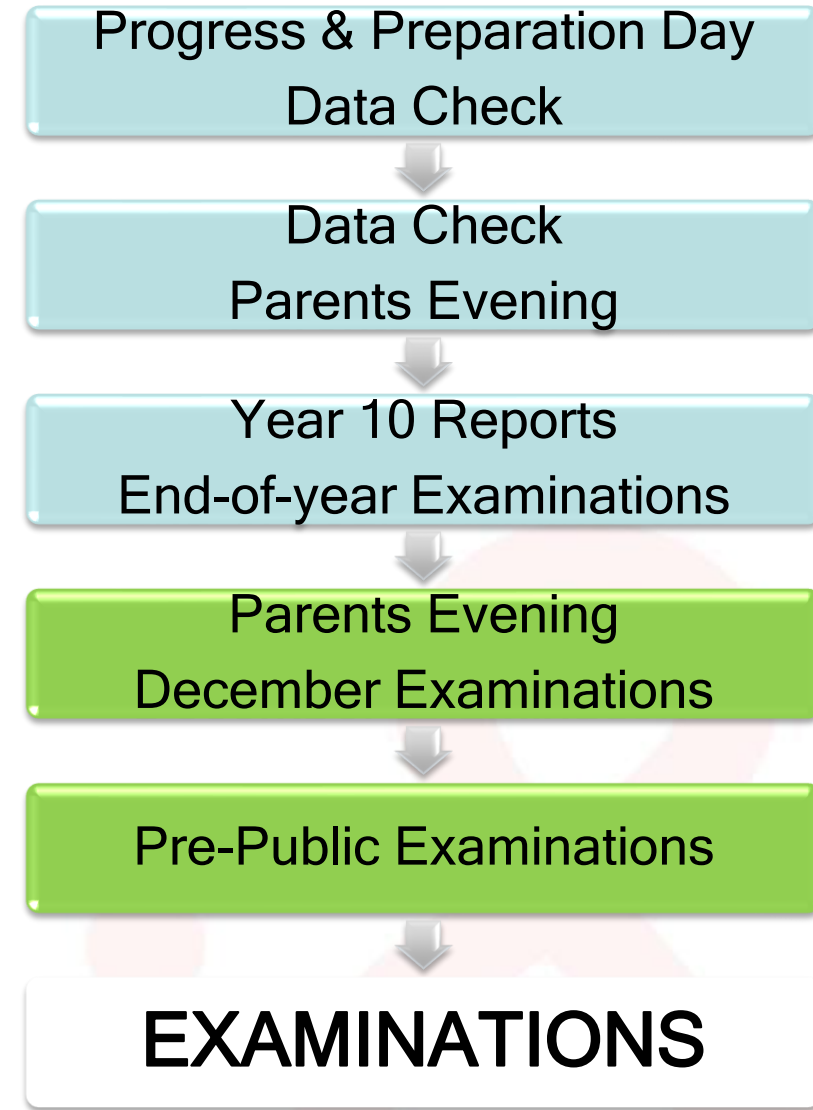 Progress & Preparation Day
Data Check
Data Check
Parents Evening
Year 10 Reports
End-of-year Examinations
Parents Evening
December Examinations
Pre-Public Examinations
EXAMINATIONS